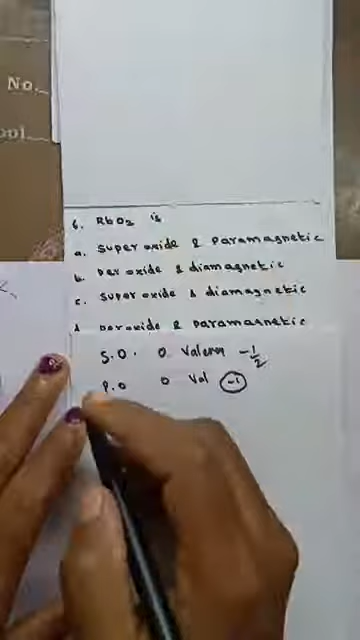 No.
6. RbO2 is
a. Super oxide & Paramagnetic
b. Per oxide & diamagnetic
c. Super oxide & diamagnetic
d peroxide & Paramagnetic
S.O. O Valency -1/2
P.O O Val -1